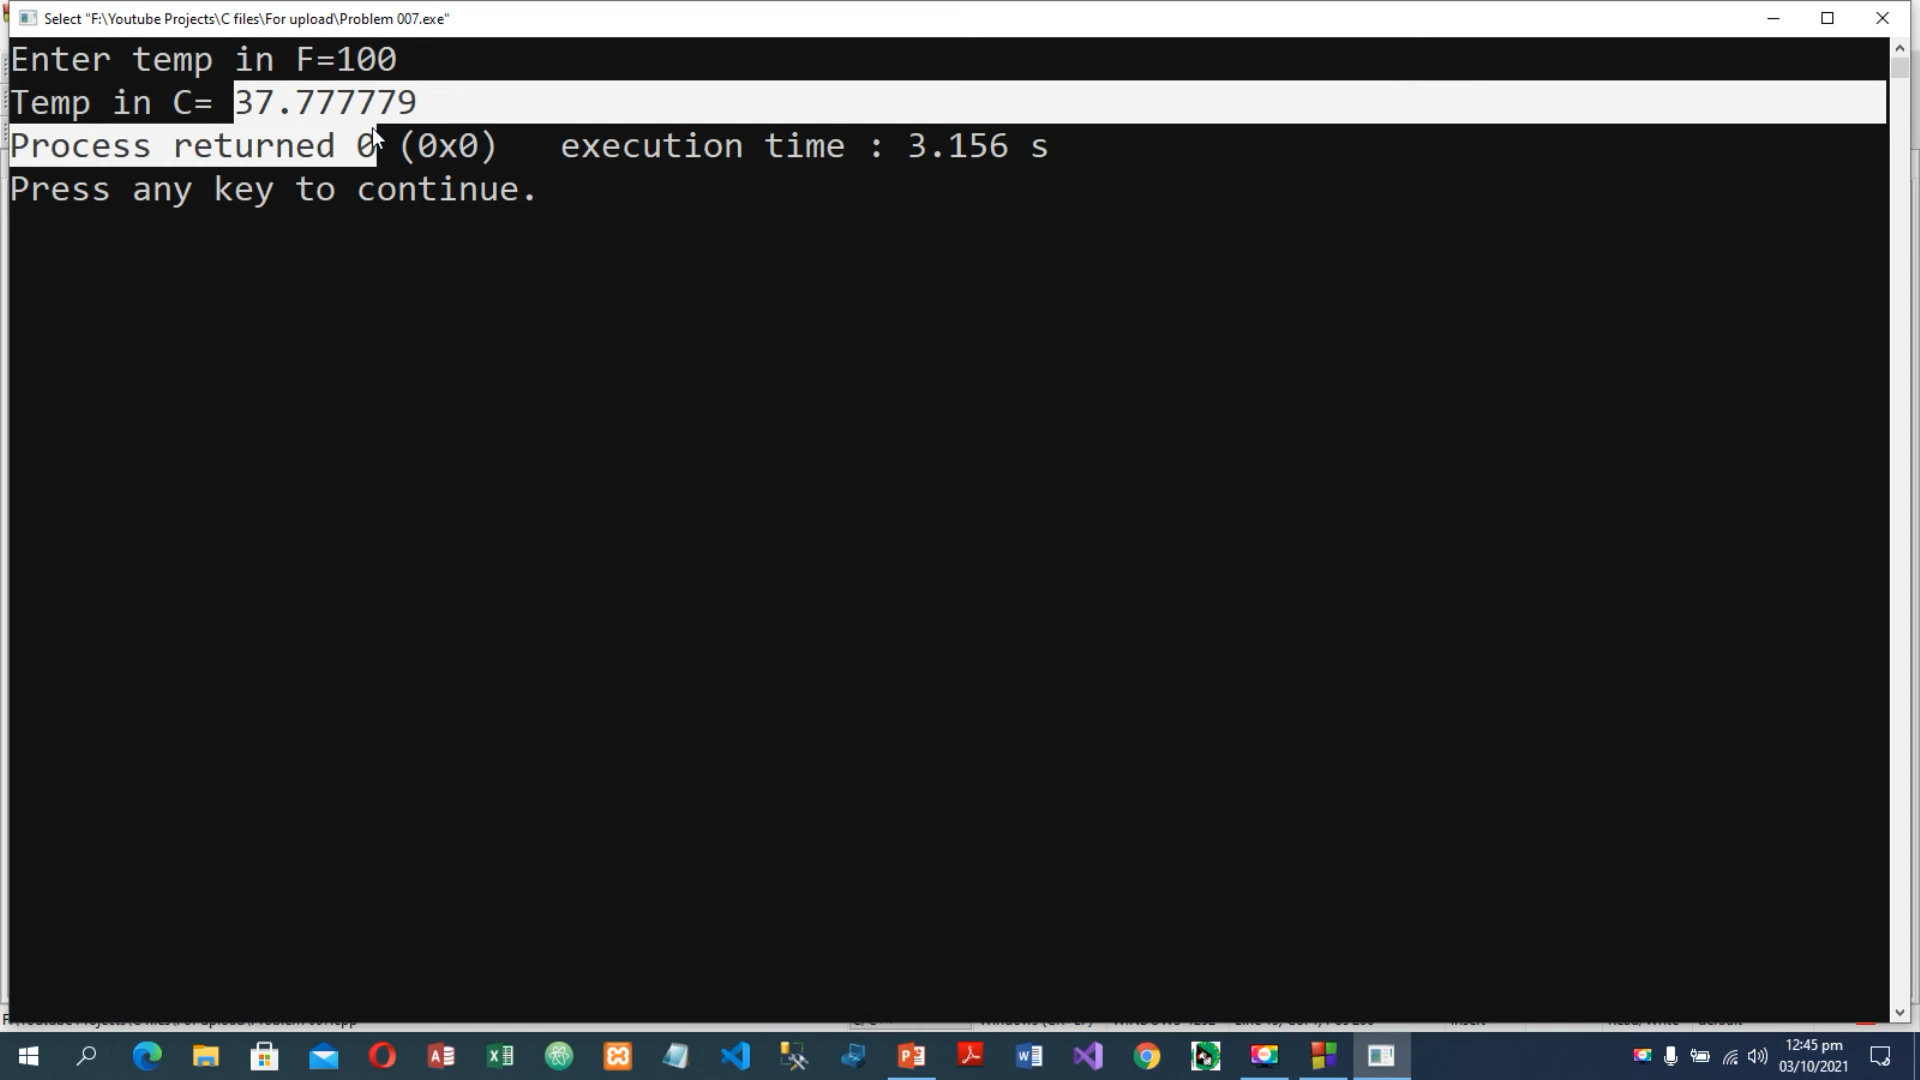 Select "F:\Youtube Projects\C files\For upload\Problem 007.exe"
Enter temp in F=100
Temp in C= 37.777779
Process returned 0 (0x0)   execution time : 3.156 s
Press any key to continue.
12:45 pm
03/10/2021